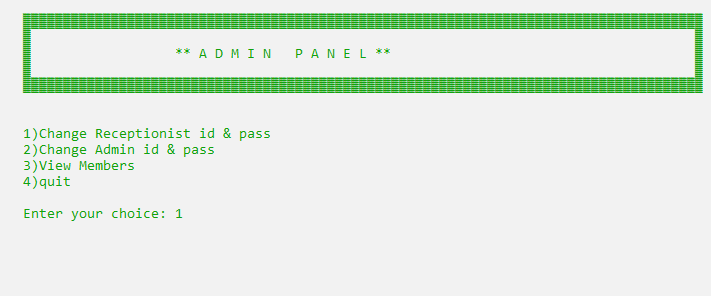 ** A D M I N   P A N E L **
1)Change Receptionist id & pass
2)Change Admin id & pass
3)View Members
4)quit
Enter your choice: 1